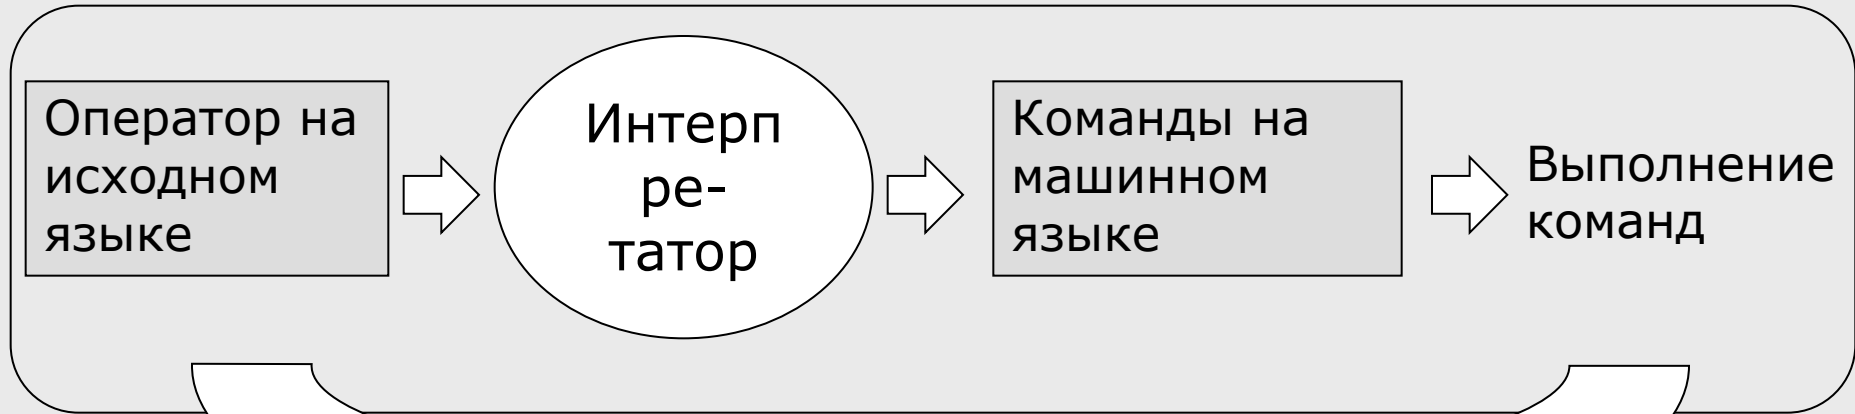 Оператор на
исходном
языке
Интерп
ре-
татор
Команды на
машинном
языке
Выполнение
команд